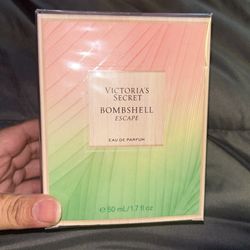 VICTORIA'S
SECRET
BOMBSHELL
ESCAPE
EAU DE PARFUM
℮ 50 mL/1.7 fl oz